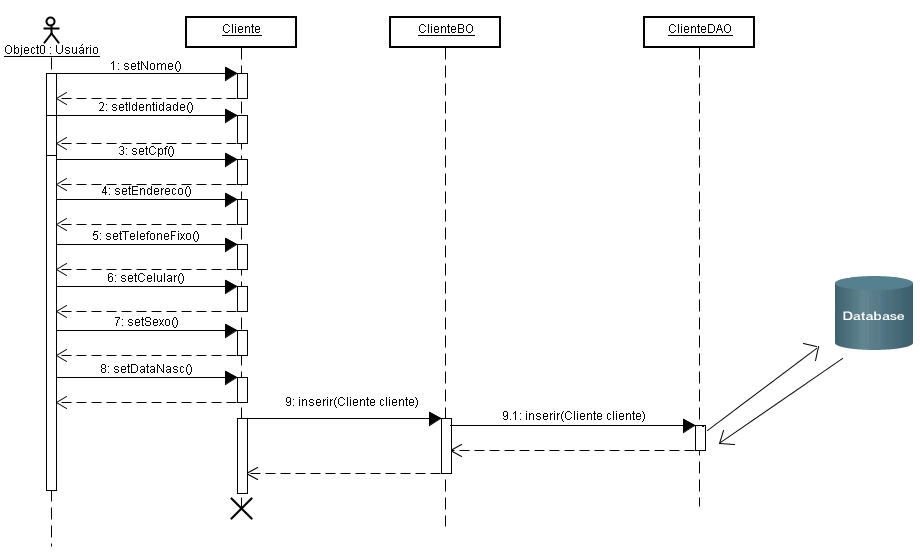 Cliente
ClienteBO
ClienteDAO
Object0 : Usuário
1: setNome()
2: setIdentidade()
3: setCpf()
4: setEndereco()
5: setTelefoneFixo()
6: setCelular()
7: setSexo()
Database
8: setDataNasc()
9: inserir(Cliente cliente)
9.1: inserir(Cliente cliente)